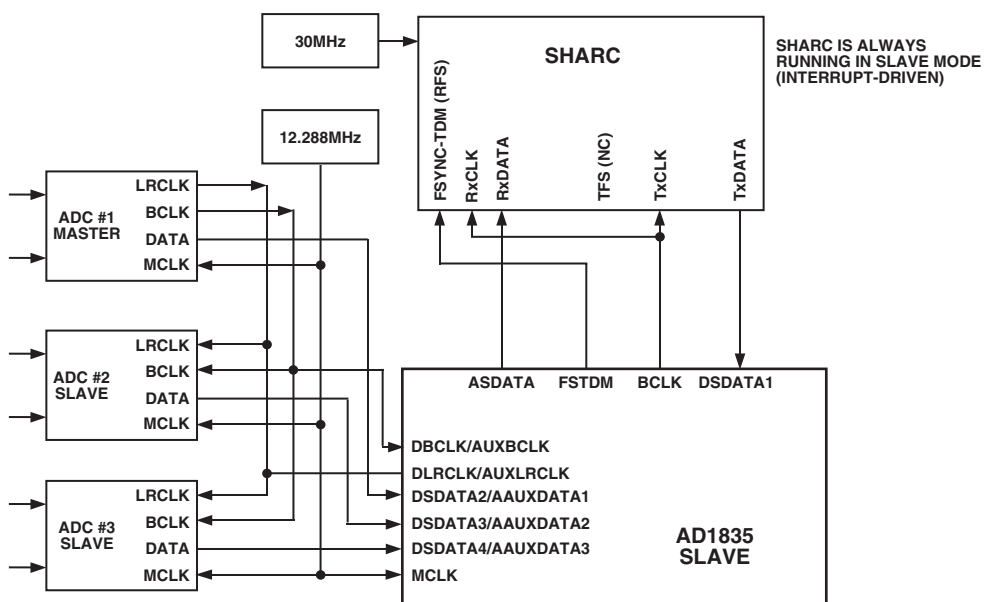 30MHz
SHARC
SHARC IS ALWAYS
RUNNING IN SLAVE MODE
(INTERRUPT-DRIVEN)
12.288MHz
FSYNC-TDM (RFS)
RxCLK
RxDATA
TFS (NC)
TxCLK
TxDATA
ADC #1
MASTER
LRCLK
BCLK
DATA
MCLK
ADC #2
SLAVE
LRCLK
BCLK
DATA
MCLK
ADC #3
SLAVE
LRCLK
BCLK
DATA
MCLK
ASDATA
FSTDM
BCLK
DSDATA1
DBCLK/AUXBCLK
DLRCLK/AUXLRCLK
DSDATA2/AAUXDATA1
DSDATA3/AAUXDATA2
DSDATA4/AAUXDATA3
MCLK
AD1835
SLAVE